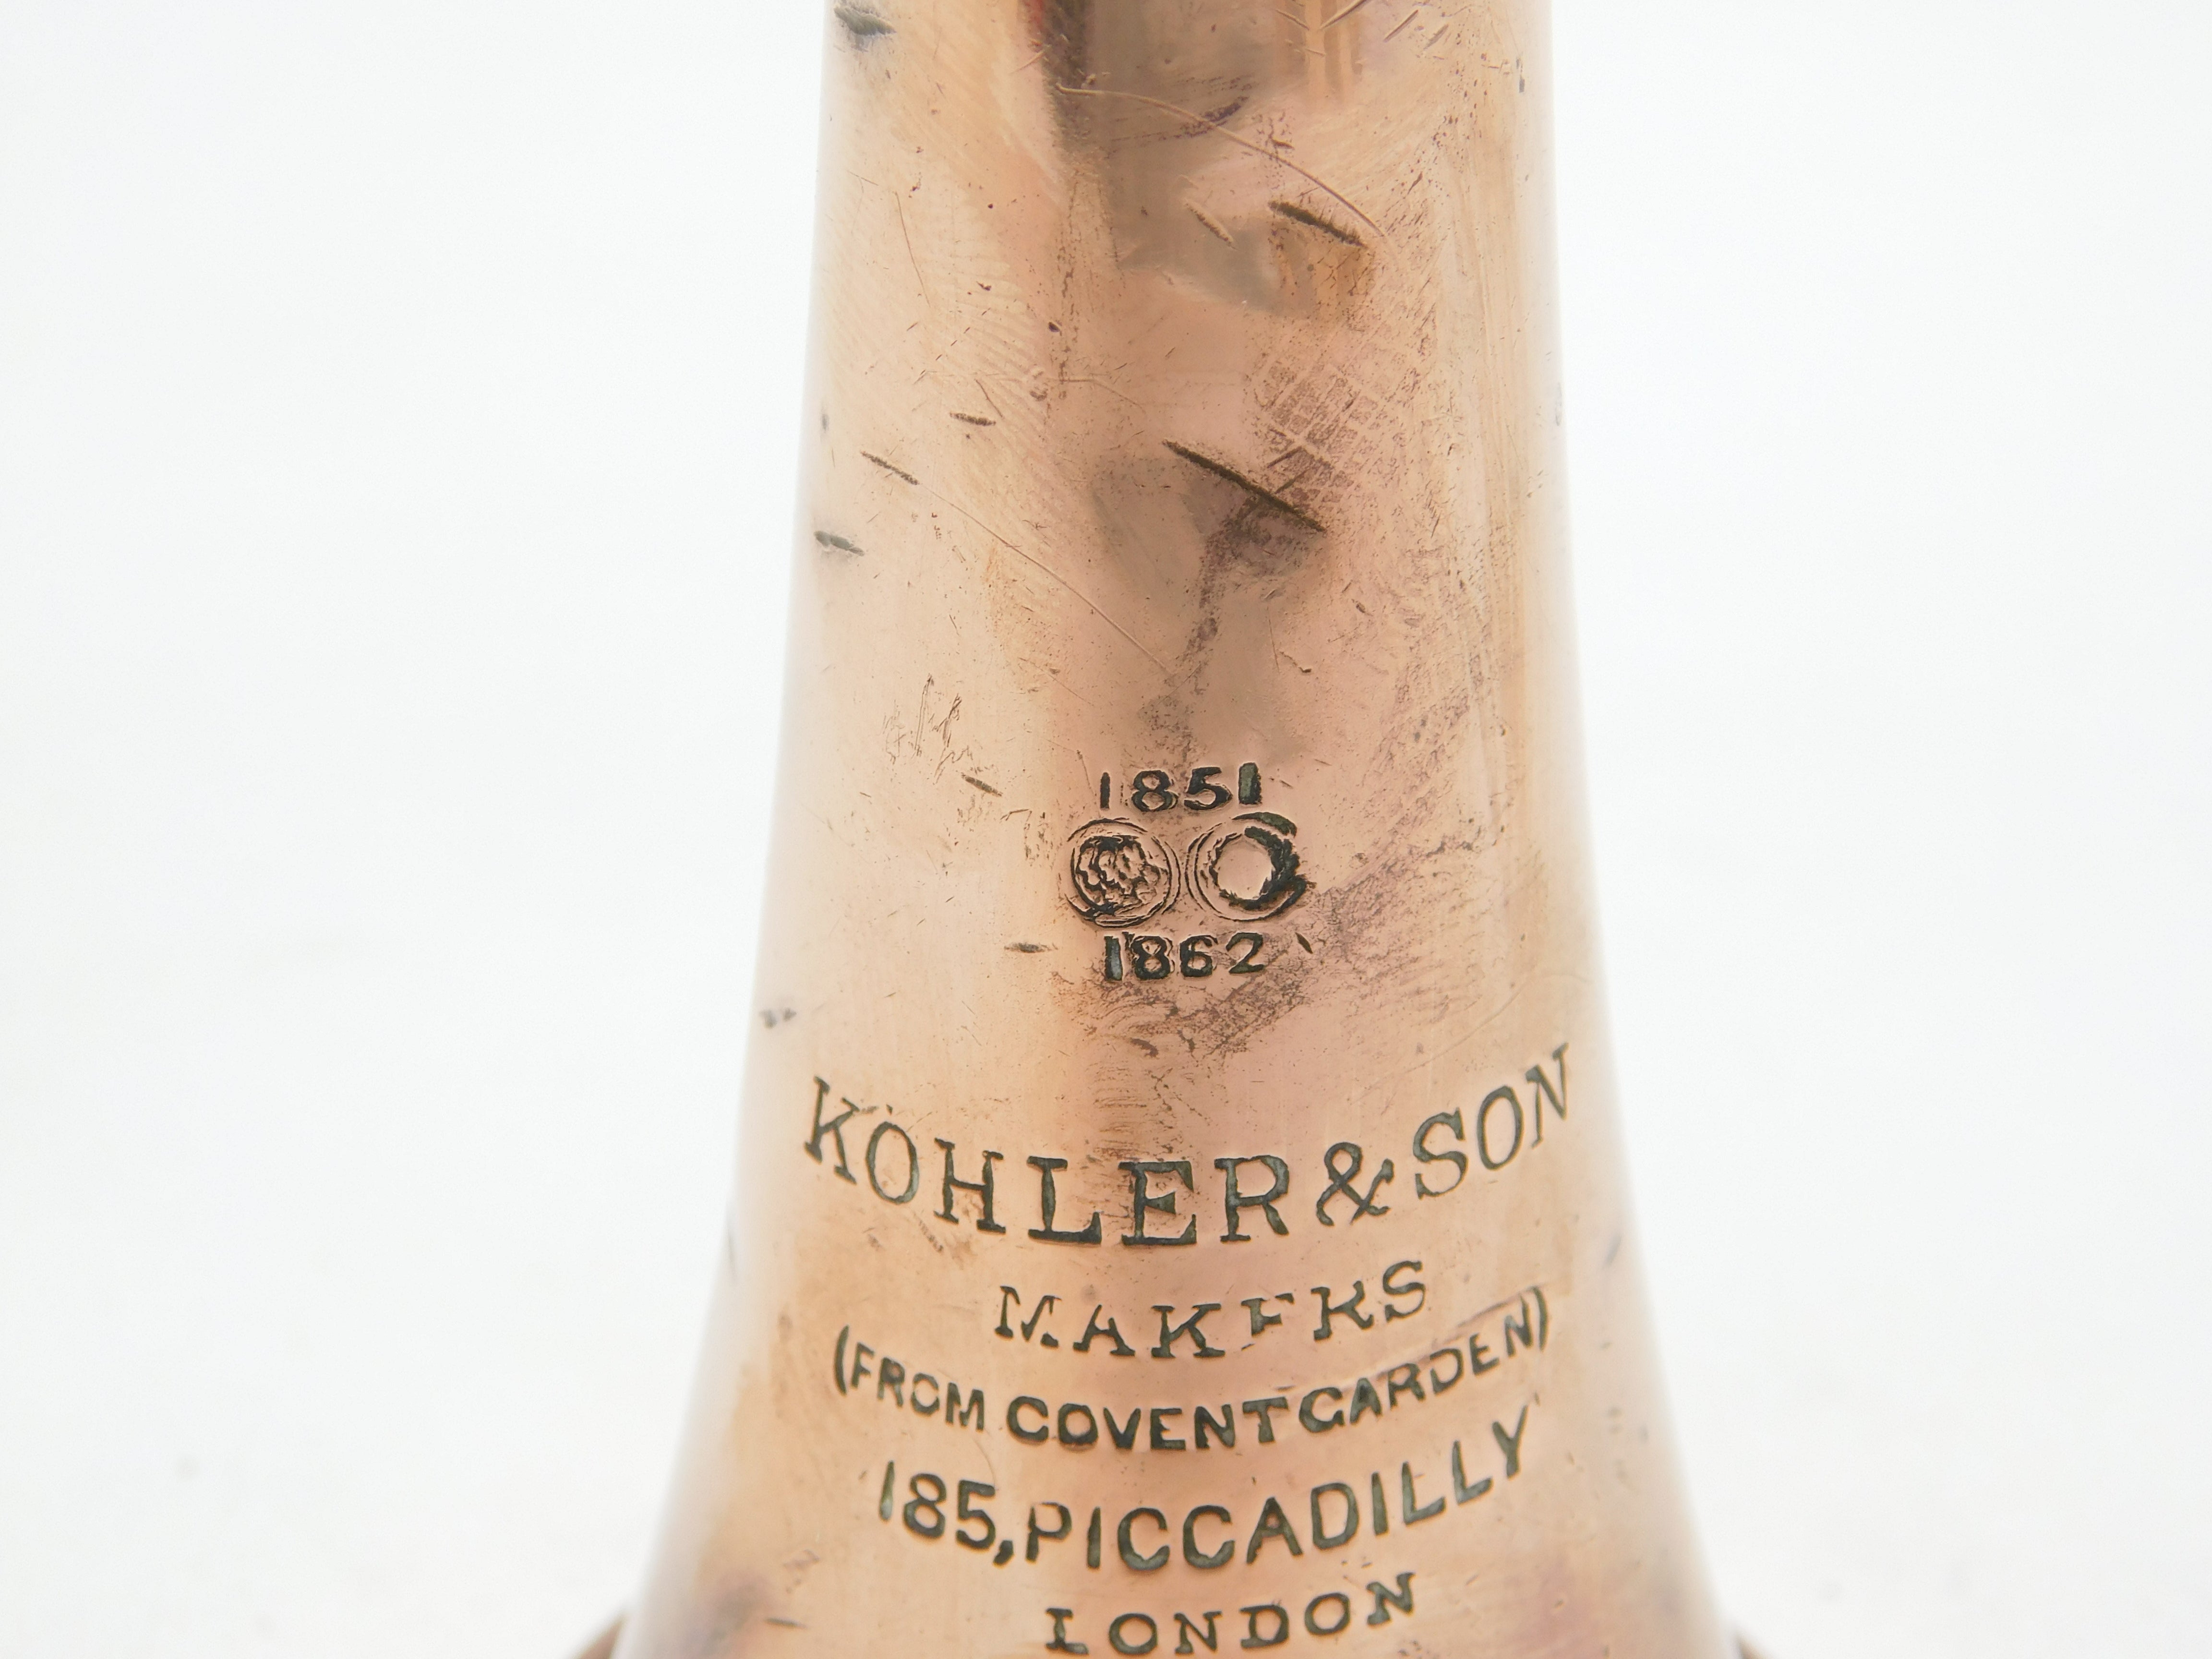 1851
1862
KÖHLER & SON
MAKERS
(FROM COVENT GARDEN)
185, PICCADILLY
LONDON